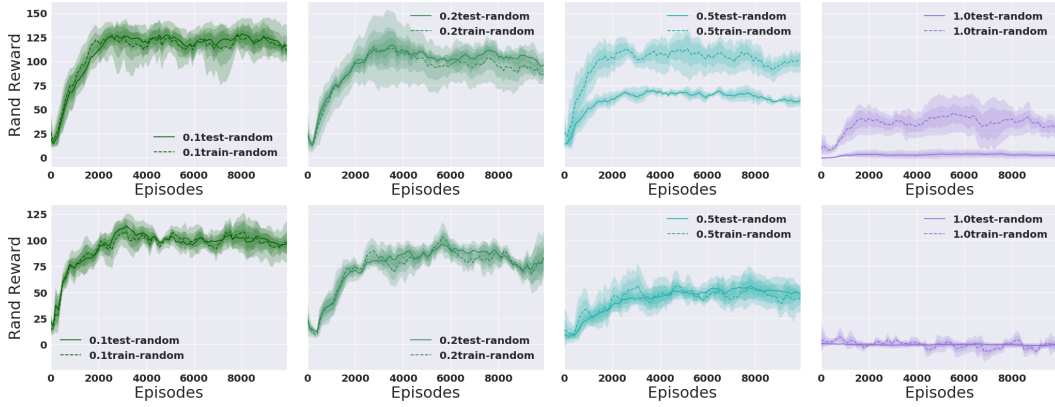 150
125
100
75
50
25
0
Rand Reward
0.1test-random
0.1train-random
0 2000 4000 6000 8000
Episodes
0.2test-random
0.2train-random
0 2000 4000 6000 8000
Episodes
0.5test-random
0.5train-random
0 2000 4000 6000 8000
Episodes
1.0test-random
1.0train-random
0 2000 4000 6000 8000
Episodes
125
100
75
50
25
0
Rand Reward
0.1test-random
0.1train-random
0 2000 4000 6000 8000
Episodes
0.2test-random
0.2train-random
0 2000 4000 6000 8000
Episodes
0.5test-random
0.5train-random
0 2000 4000 6000 8000
Episodes
1.0test-random
1.0train-random
0 2000 4000 6000 8000
Episodes